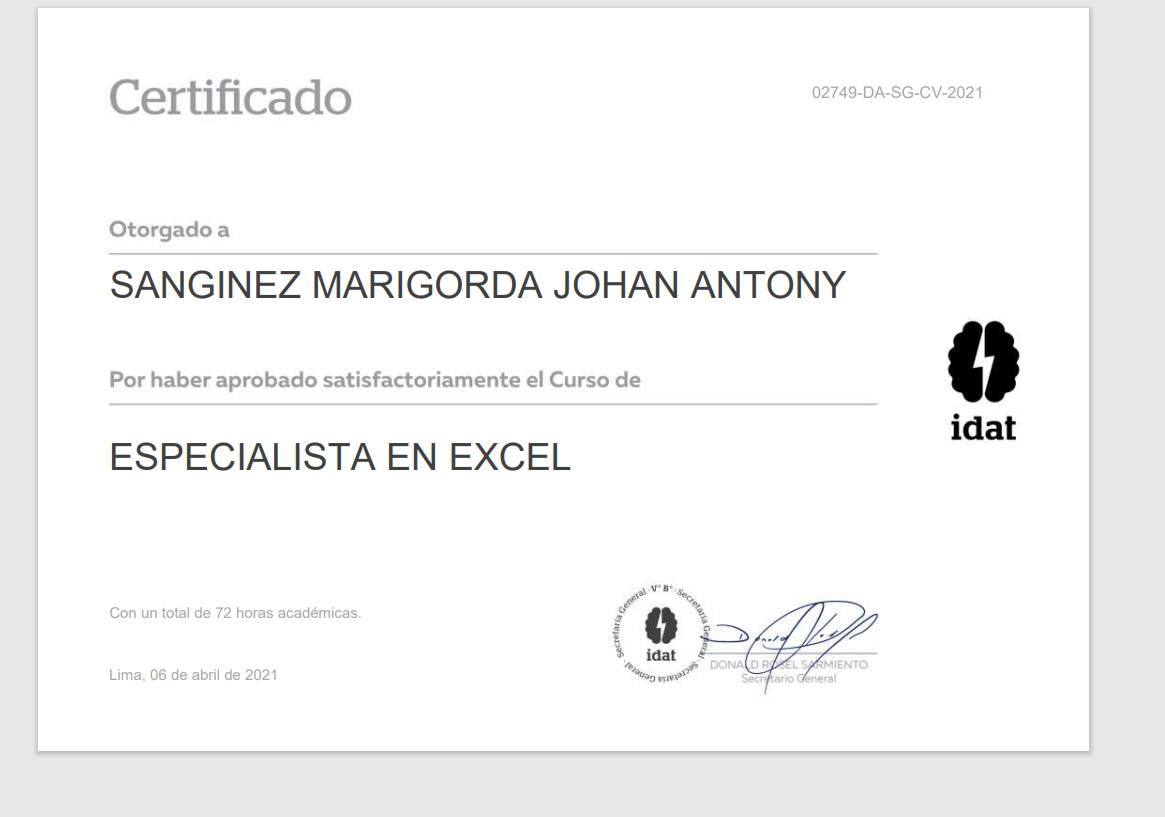 Certificado
02749-DA-SG-CV-2021
Otorgado a
SANGINEZ MARIGORDA JOHAN ANTONY
Por haber aprobado satisfactoriamente el Curso de
idat
ESPECIALISTA EN EXCEL
Con un total de 72 horas académicas.
Lima, 06 de abril de 2021
V° B° · Secretaría General · Secretaría General · Secretaría General ·
idat
DONALD ROSEL SARMIENTO
Secretario General